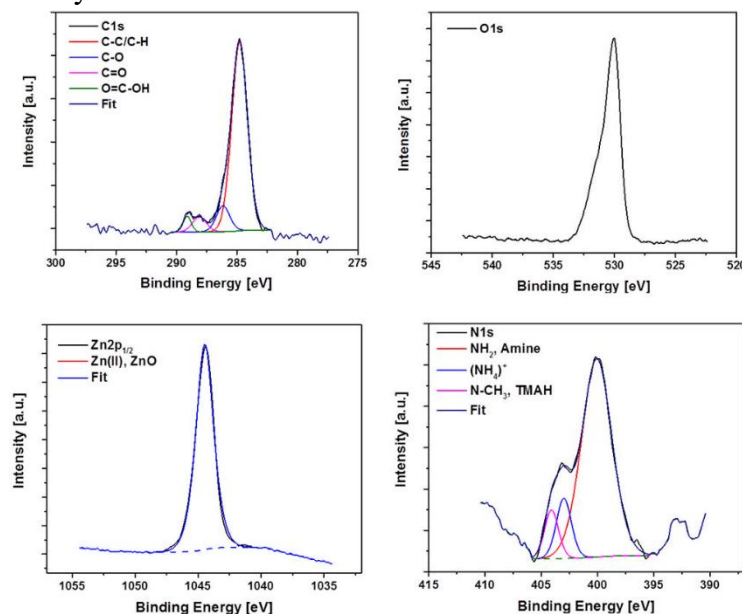 C1s
C-C/C-H
C-O
C=O
O=C-OH
Fit
Intensity [a.u.]
300 295 290 285 280 275
Binding Energy [eV]
O1s
Intensity [a.u.]
545 540 535 530 525 520
Binding Energy [eV]
Zn2p1/2
Zn(II), ZnO
Fit
Intensity [a.u.]
1055 1050 1045 1040 1035
Binding Energy [eV]
N1s
NH2, Amine
(NH4)+
N-CH3, TMAH
Fit
Intensity [a.u.]
415 410 405 400 395 390
Binding Energy [eV]